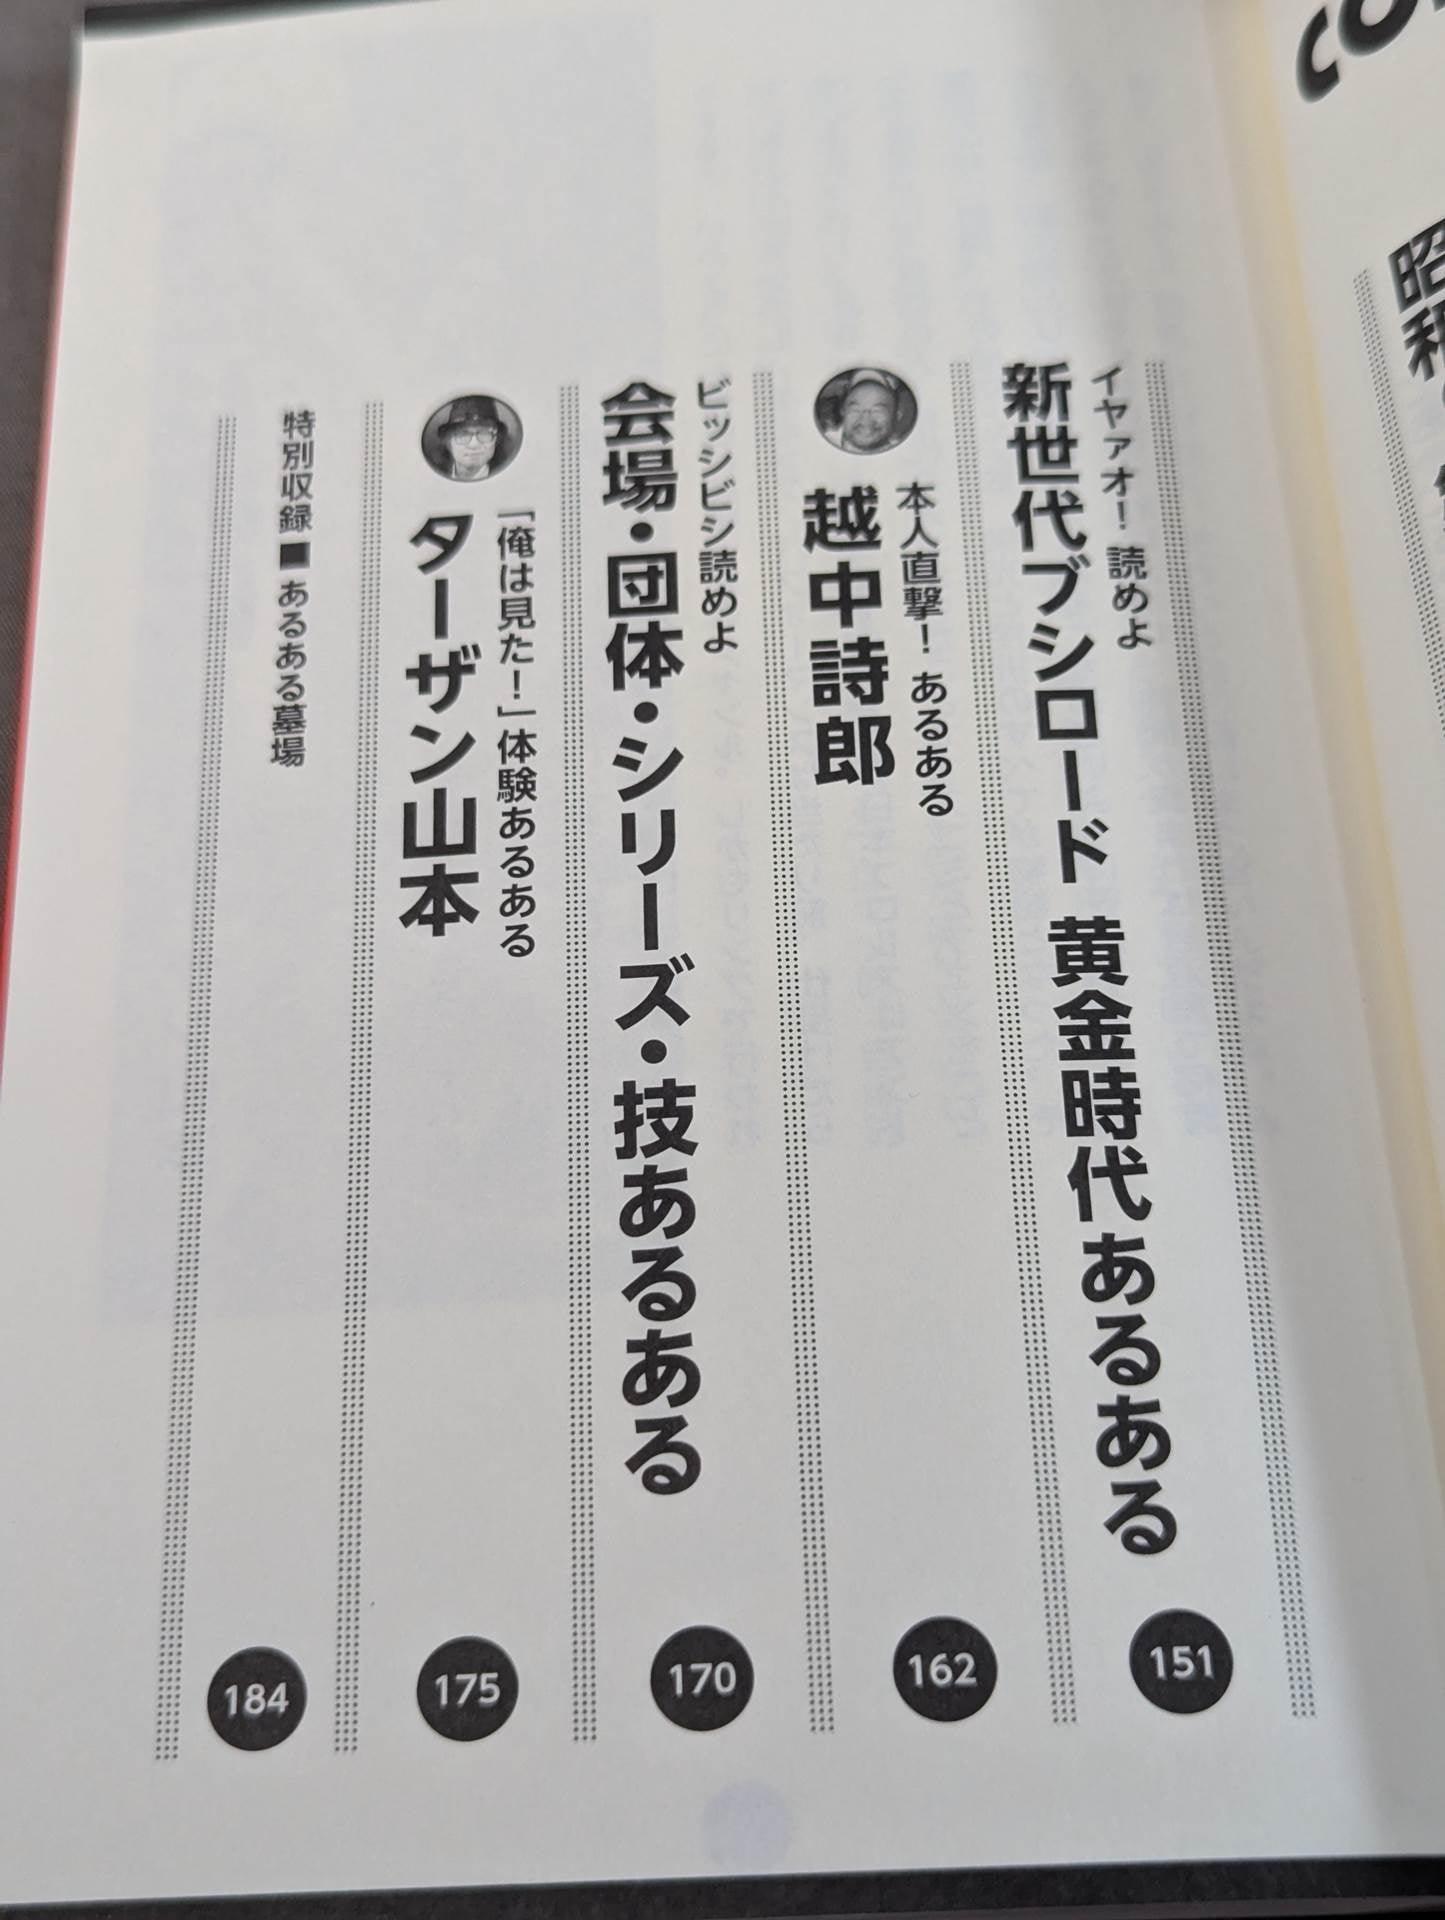 イヤァオ！ 読めよ
新世代ブシロード 黄金時代あるある
151
本人直撃！ あるある
越中詩郎
162
ビッシビシ読めよ
会場・団体・シリーズ・技あるある
170
「俺は見た！」体験あるある
ターザン山本
175
特別収録■あるある墓場
184